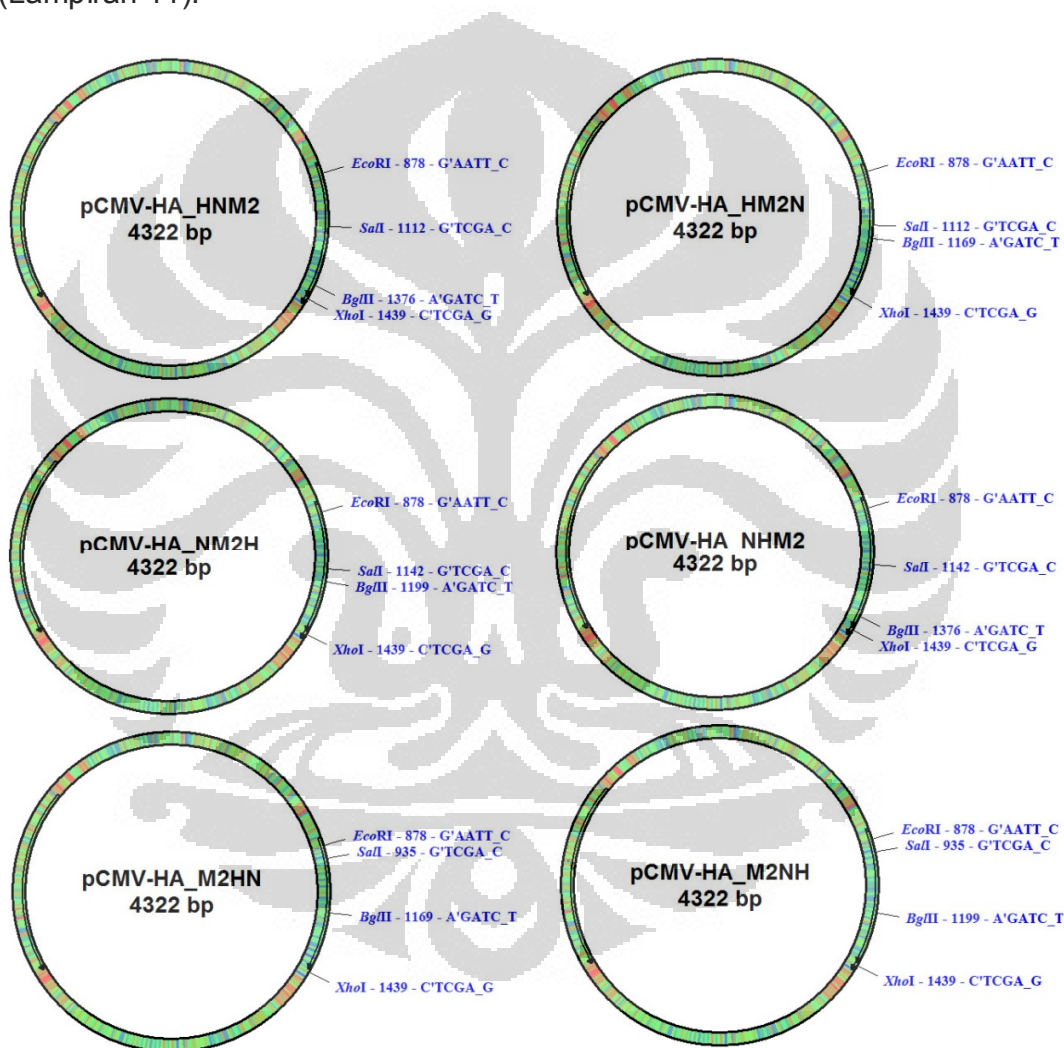 (Lampiran 11).
pCMV-HA_HNM2
4322 bp
EcoRI - 878 - G'AATT_C
SalI - 1112 - G'TCGA_C
BglII - 1376 - A'GATC_T
XhoI - 1439 - C'TCGA_G
pCMV-HA_HM2N
4322 bp
EcoRI - 878 - G'AATT_C
SalI - 1112 - G'TCGA_C
BglII - 1169 - A'GATC_T
XhoI - 1439 - C'TCGA_G
pCMV-HA_NM2H
4322 bp
EcoRI - 878 - G'AATT_C
SalI - 1142 - G'TCGA_C
BglII - 1199 - A'GATC_T
XhoI - 1439 - C'TCGA_G
pCMV-HA_NHM2
4322 bp
EcoRI - 878 - G'AATT_C
SalI - 1142 - G'TCGA_C
BglII - 1376 - A'GATC_T
XhoI - 1439 - C'TCGA_G
pCMV-HA_M2HN
4322 bp
EcoRI - 878 - G'AATT_C
SalI - 935 - G'TCGA_C
BglII - 1169 - A'GATC_T
XhoI - 1439 - C'TCGA_G
pCMV-HA_M2NH
4322 bp
EcoRI - 878 - G'AATT_C
SalI - 935 - G'TCGA_C
BglII - 1199 - A'GATC_T
XhoI - 1439 - C'TCGA_G